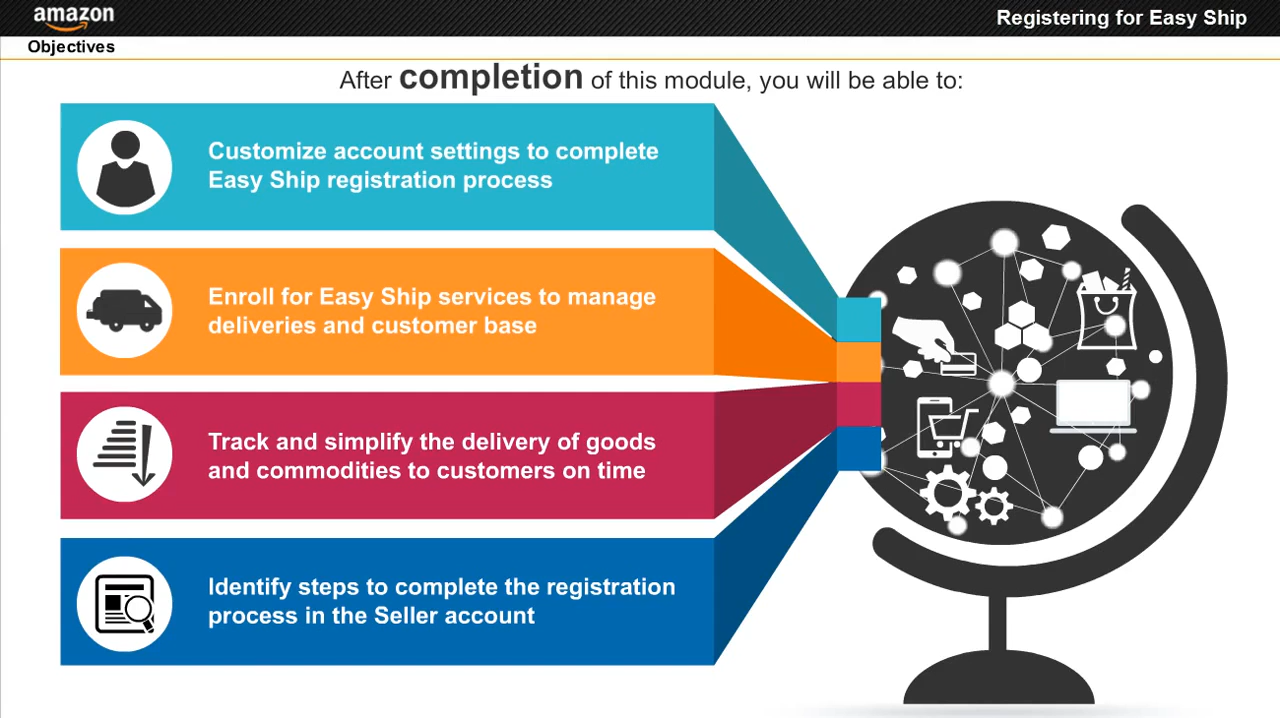 amazon
Registering for Easy Ship
Objectives
After completion of this module, you will be able to:
Customize account settings to complete
Easy Ship registration process
Enroll for Easy Ship services to manage
deliveries and customer base
Track and simplify the delivery of goods
and commodities to customers on time
Identify steps to complete the registration
process in the Seller account